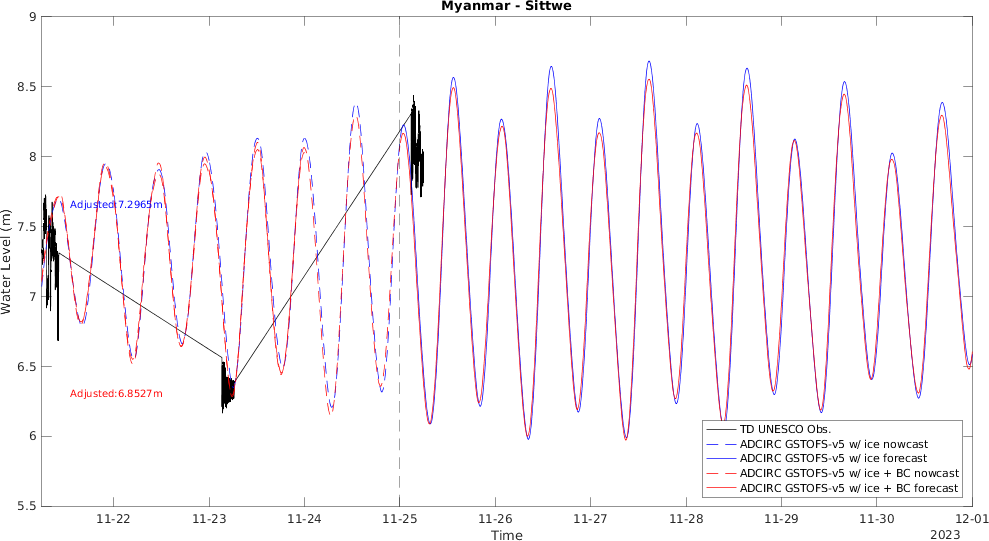 Myanmar - Sittwe
9
8.5
8
7.5
7
6.5
6
5.5
Water Level (m)
Adjusted:7.2965m
Adjusted:6.8527m
TD UNESCO Obs.
ADCIRC GSTOFS-v5 w/ ice nowcast
ADCIRC GSTOFS-v5 w/ ice forecast
ADCIRC GSTOFS-v5 w/ ice + BC nowcast
ADCIRC GSTOFS-v5 w/ ice + BC forecast
11-22 11-23 11-24 11-25 11-26 11-27 11-28 11-29 11-30 12-01
Time
2023